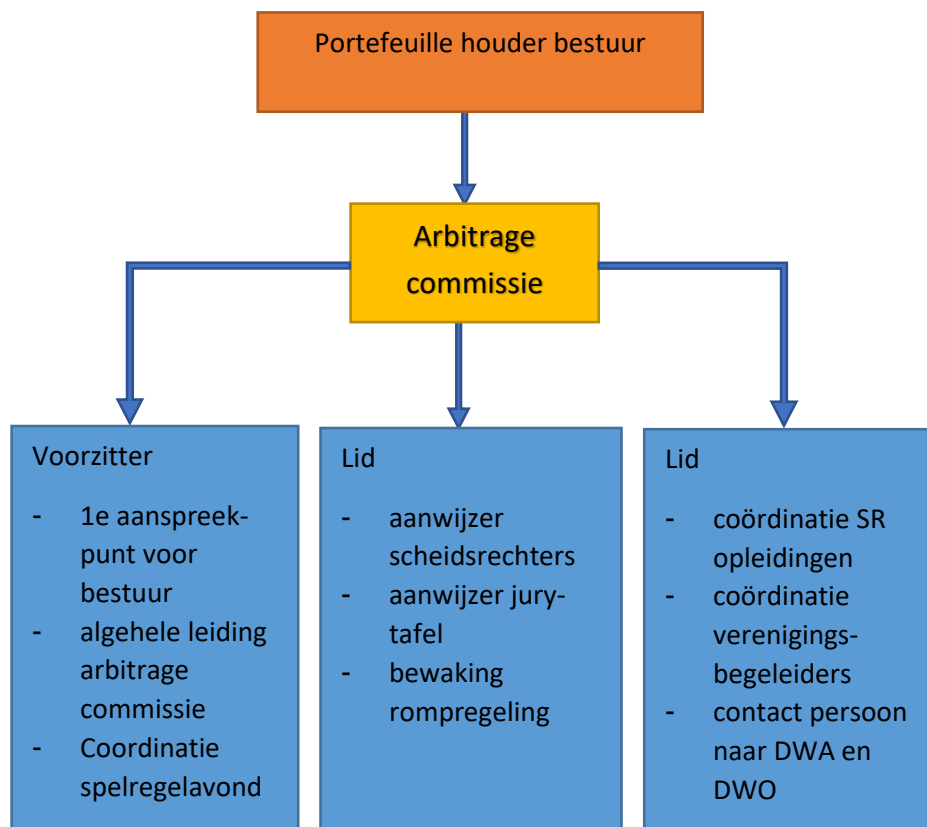 Portefeuille houder bestuur
Arbitrage
commissie
Voorzitter
- 1e aanspreek-
punt voor
bestuur
- algehele leiding
arbitrage
commissie
- Coordinatie
spelregelavond
Lid
- aanwijzer
scheidsrechters
- aanwijzer jury-
tafel
- bewaking
rompregeling
Lid
- coördinatie SR
opleidingen
- coördinatie
verenigings-
begeleiders
- contact persoon
naar DWA en
DWO